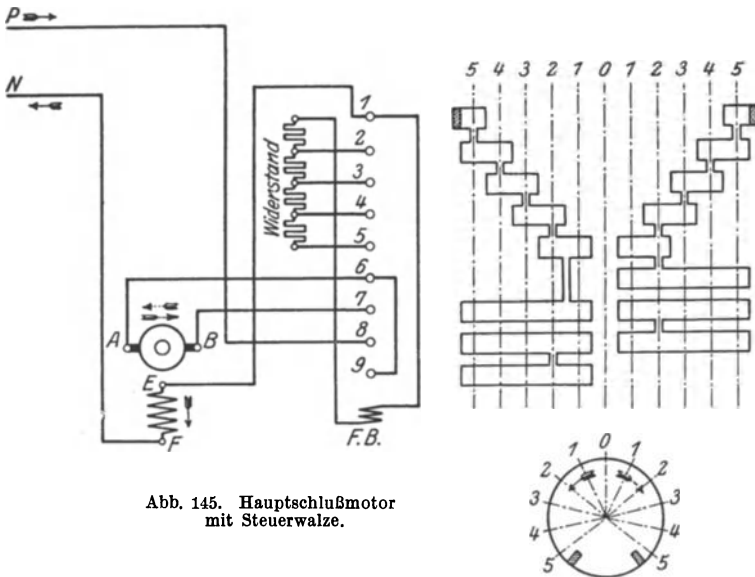 P
N
Widerstand
1
2
3
4
5
6
7
8
9
A
B
E
F
F.B.
5 4 3 2 1 0 1 2 3 4 5
0
1 1
2 2
3 3
4 4
5 5
Abb. 145. Hauptschlußmotor
mit Steuerwalze.